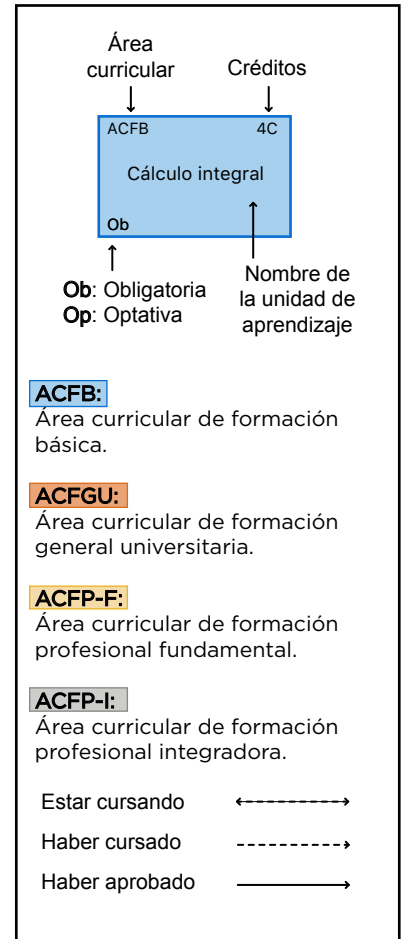 Área
curricular
Créditos
ACFB 4C
Cálculo integral
Ob
Ob: Obligatoria
Op: Optativa
Nombre de
la unidad de
aprendizaje
ACFB:
Área curricular de formación
básica.
ACFGU:
Área curricular de formación
general universitaria.
ACFP-F:
Área curricular de formación
profesional fundamental.
ACFP-I:
Área curricular de formación
profesional integradora.
Estar cursando
Haber cursado
Haber aprobado